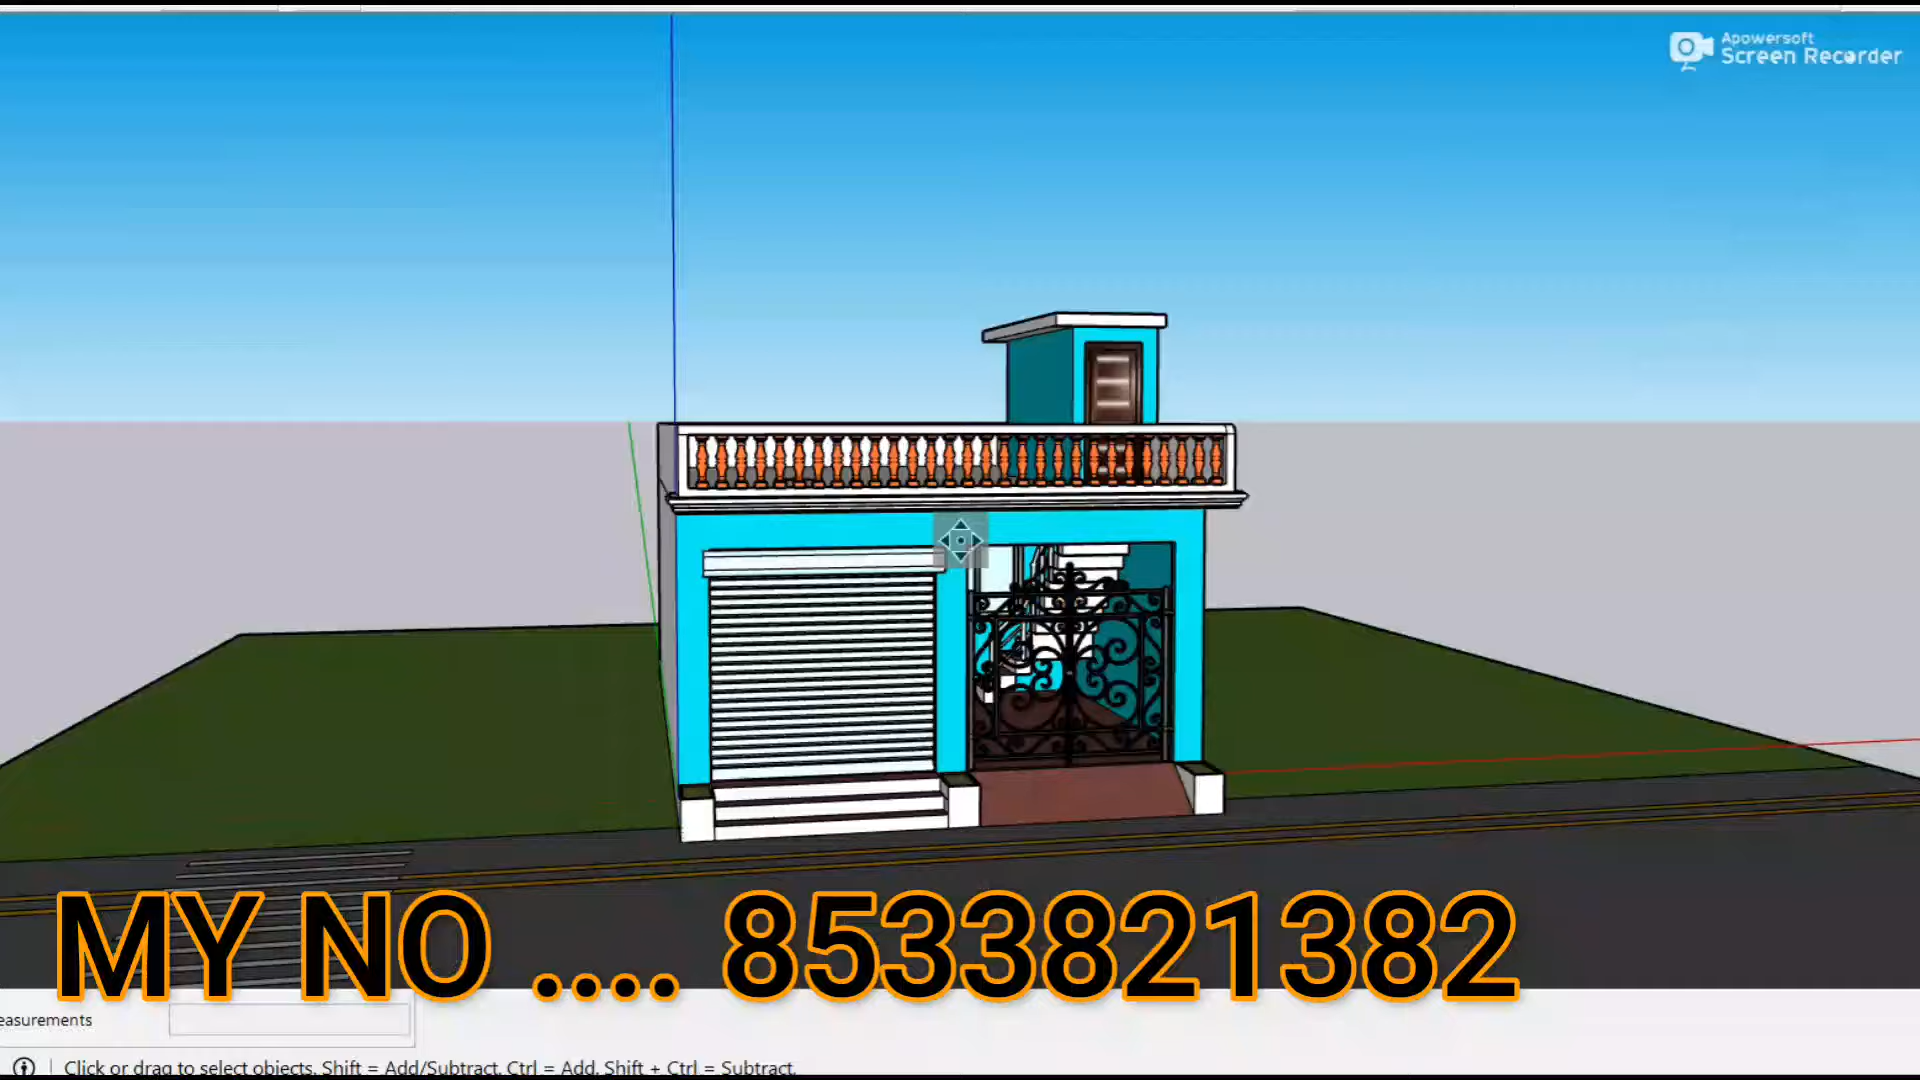 Apowersoft
Screen Recorder
MY NO .... 8533821382
easurements
Click or drag to select objects. Shift = Add/Subtract. Ctrl = Add. Shift + Ctrl = Subtract.